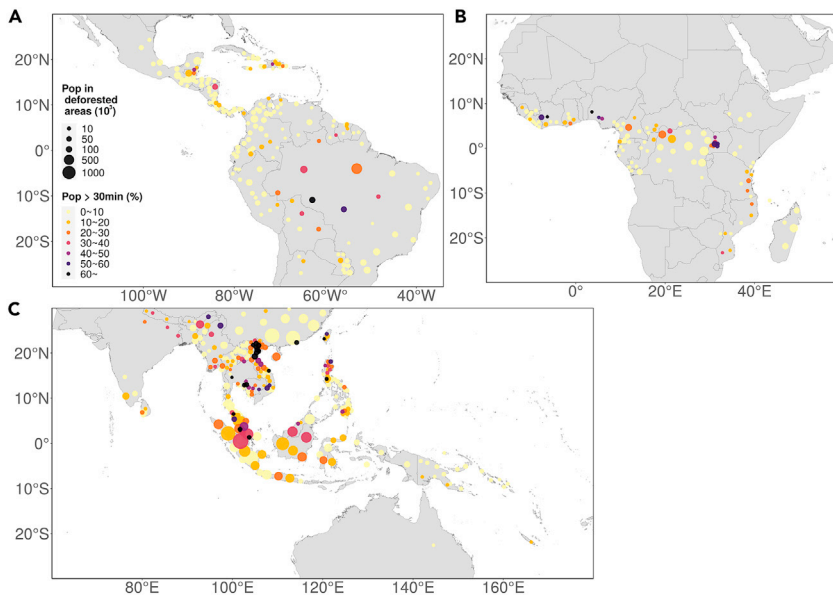 A
20°N
10°N
0°
10°S
20°S
Pop in
deforested
areas (10³)
10
50
100
500
1000
Pop > 30min (%)
0~10
10~20
20~30
30~40
40~50
50~60
60~
100°W
80°W
60°W
40°W
B
20°N
10°N
0°
10°S
20°S
0°
20°E
40°E
C
20°N
10°N
0°
10°S
20°S
80°E
100°E
120°E
140°E
160°E